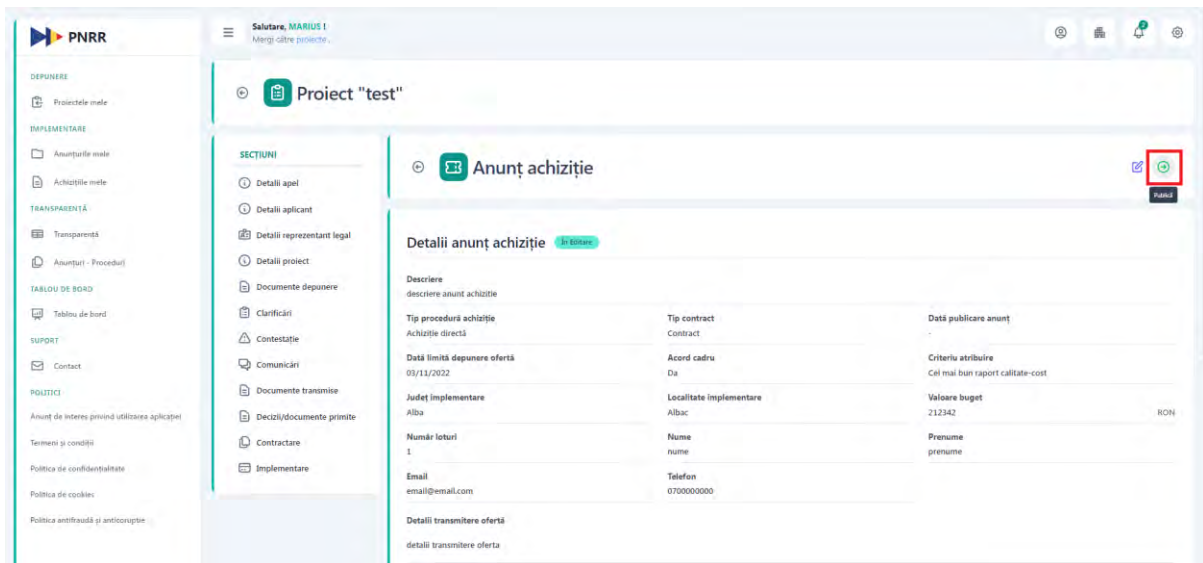 PNRR
DEPUNERE
Proiectele mele
IMPLEMENTARE
Anunțurile mele
Achizițiile mele
TRANSPARENȚĂ
Transparență
Anunțuri - Proceduri
TABLOU DE BORD
Tablou de bord
SUPORT
Contact
POLITICI
Anunț de interes privind utilizarea aplicației
Termeni și condiții
Politica de confidențialitate
Politica de cookies
Politica antifraudă și anticorupție
Salutare, MARIUS !
Mergi către proiecte..
2
Proiect "test"
SECȚIUNI
Detalii apel
Detalii aplicant
Detalii reprezentant legal
Detalii proiect
Documente depunere
Clarificări
Contestație
Comunicări
Documente transmise
Decizii/documente primite
Contractare
Implementare
Anunț achiziție
Publică
Detalii anunț achiziție În Editare
Descriere
descriere anunt achizitie
Tip procedură achiziție Tip contract Dată publicare anunț
Achiziție directă Contract -
Dată limită depunere ofertă Acord cadru Criteriu atribuire
03/11/2022 Da Cel mai bun raport calitate-cost
Județ implementare Localitate implementare Valoare buget
Alba Albac 212342 RON
Număr loturi Nume Prenume
1 nume prenume
Email Telefon
email@email.com 0700000000
Detalii transmitere ofertă
detalii transmitere oferta